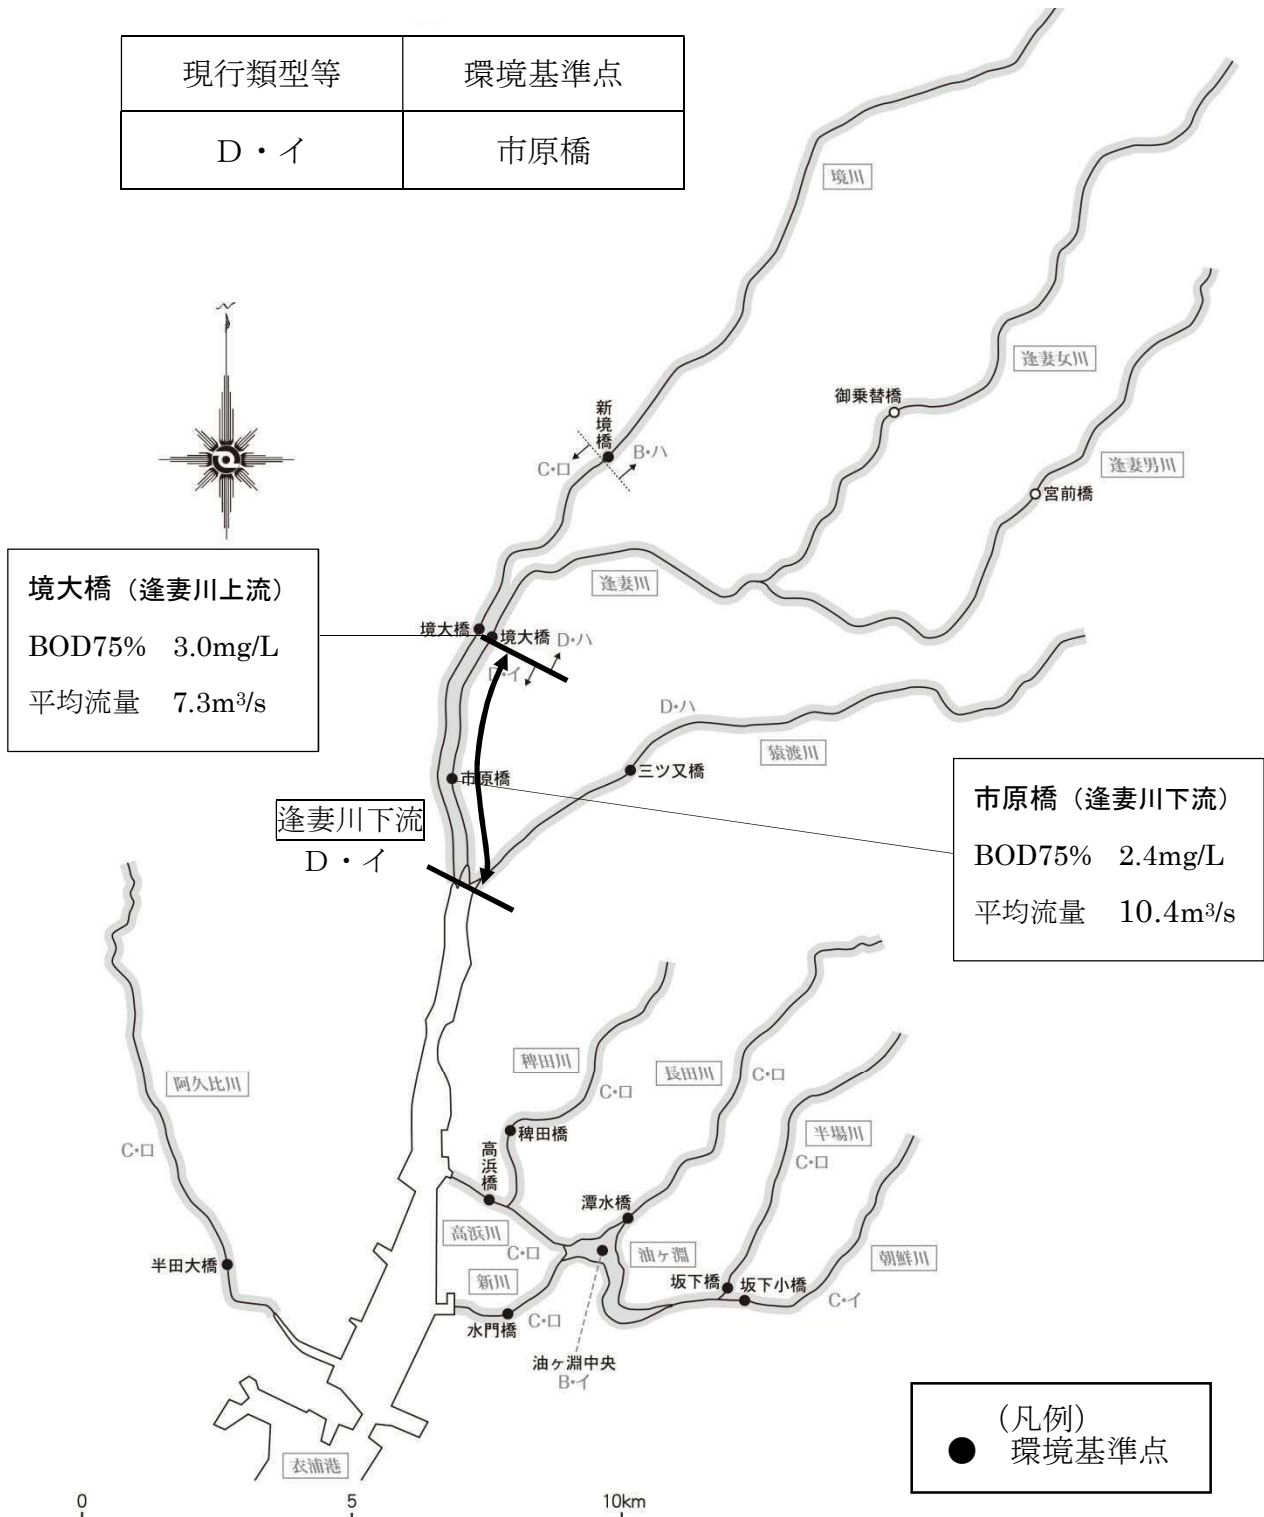 現行類型等 環境基準点
D・イ 市原橋
境川
逢妻女川
御乗替橋
新境橋
B・ハ
C・ロ
逢妻男川
宮前橋
境大橋（逢妻川上流）
BOD75% 3.0mg/L
平均流量 7.3m³/s
逢妻川
境大橋
境大橋
D・ハ
D・イ
D・ハ
猿渡川
三ツ又橋
市原橋
市原橋（逢妻川下流）
BOD75% 2.4mg/L
平均流量 10.4m³/s
逢妻川下流
D・イ
稗田川
長田川
C・ロ
C・ロ
阿久比川
C・ロ
稗田橋
半場川
C・ロ
高浜橋
潭水橋
高浜川
C・ロ
油ヶ淵
朝鮮川
半田大橋
新川
坂下橋
坂下小橋
C・イ
C・ロ
水門橋
油ヶ淵中央
B・イ
衣浦港
(凡例)
● 環境基準点
0 5 10km
N